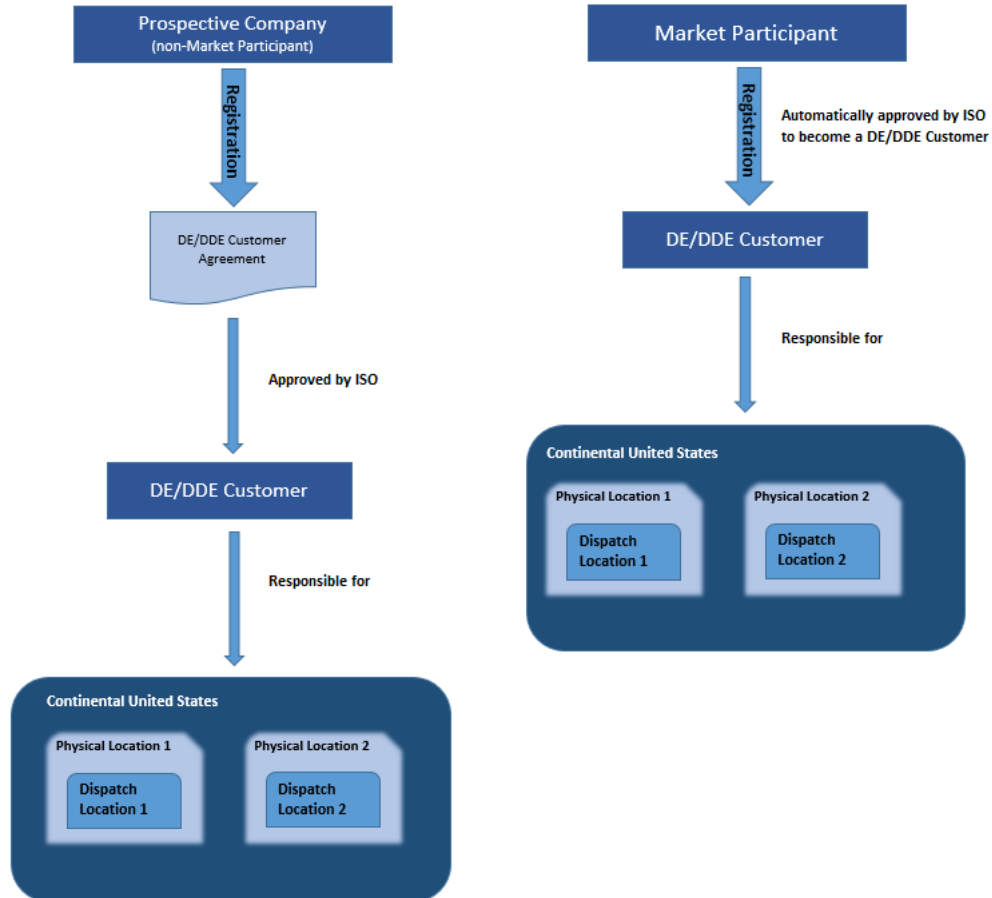 Prospective Company
(non-Market Participant)
Registration
DE/DDE Customer
Agreement
Approved by ISO
DE/DDE Customer
Responsible for
Continental United States
Physical Location 1
Dispatch
Location 1
Physical Location 2
Dispatch
Location 2
Market Participant
Registration
Automatically approved by ISO
to become a DE/DDE Customer
DE/DDE Customer
Responsible for
Continental United States
Physical Location 1
Dispatch
Location 1
Physical Location 2
Dispatch
Location 2